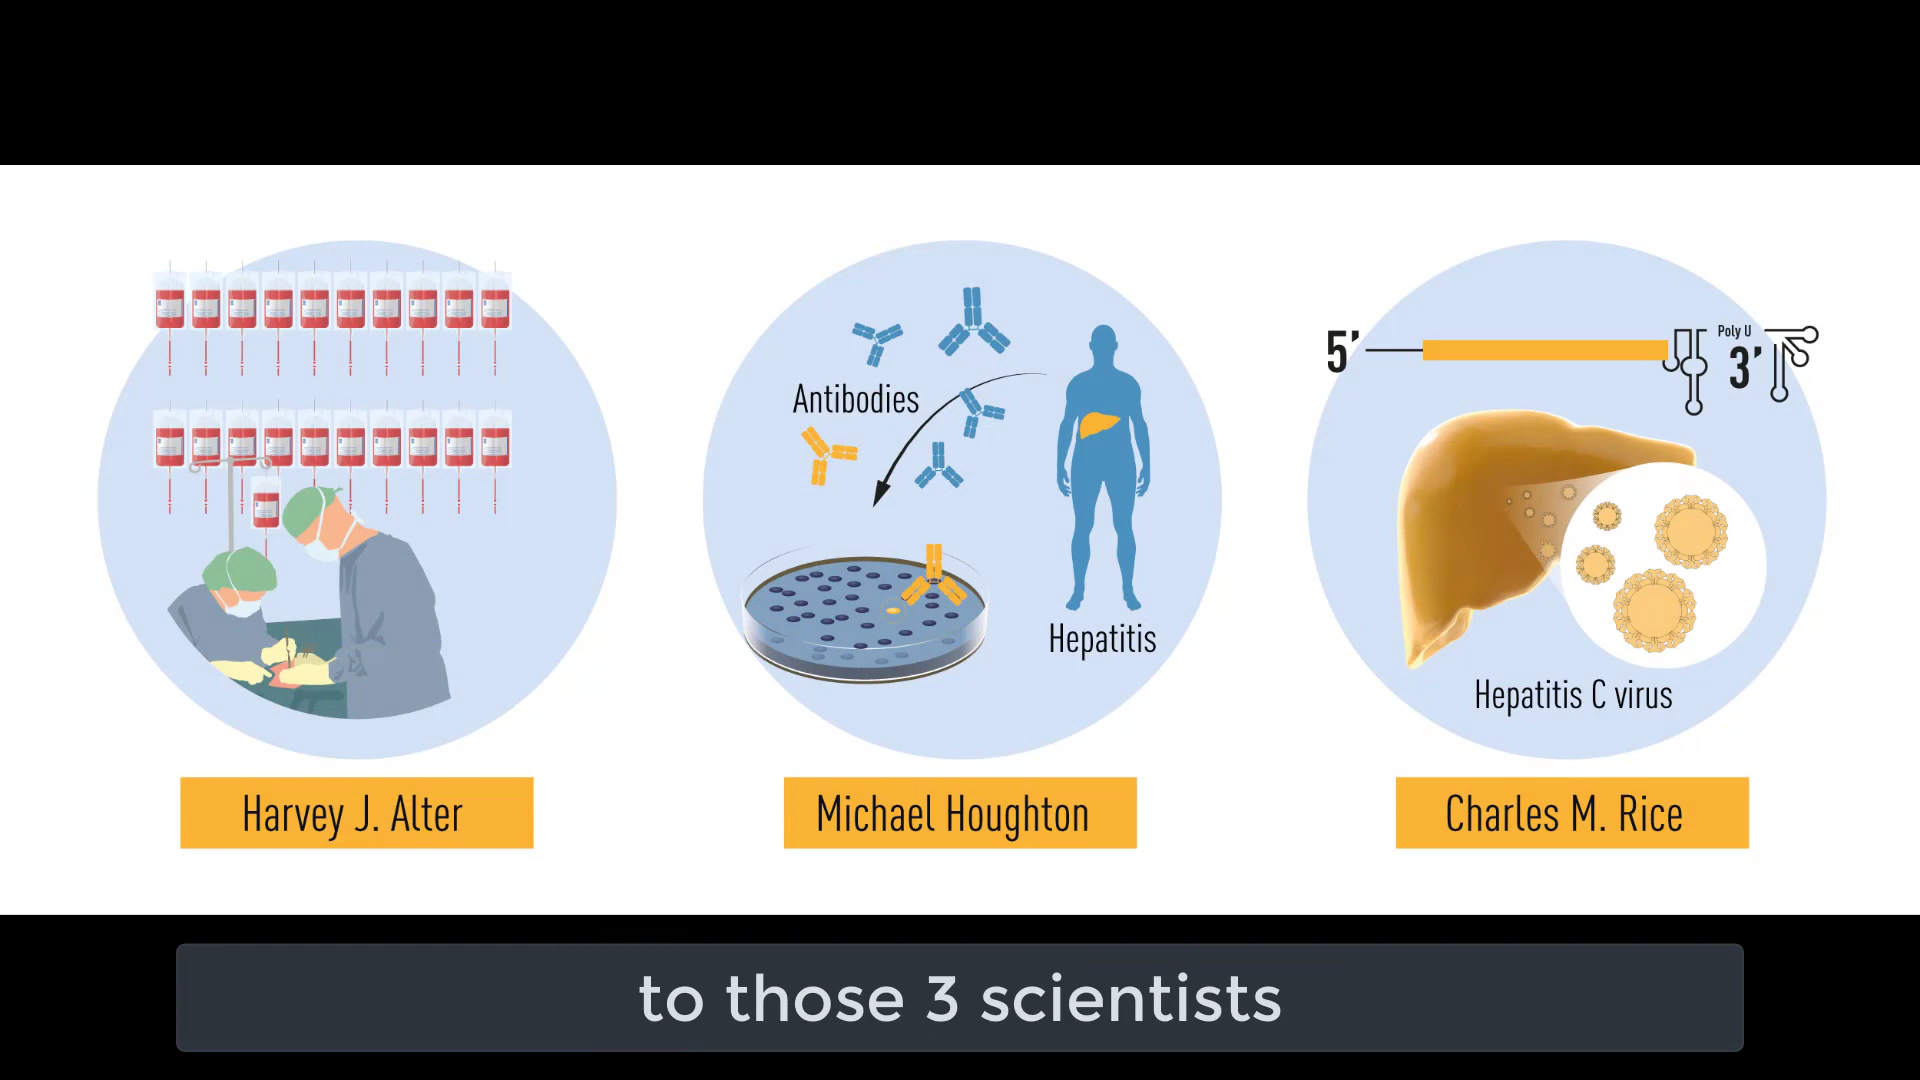 5’
Poly U
3’
Antibodies
Hepatitis
Hepatitis C virus
Harvey J. Alter
Michael Houghton
Charles M. Rice
to those 3 scientists